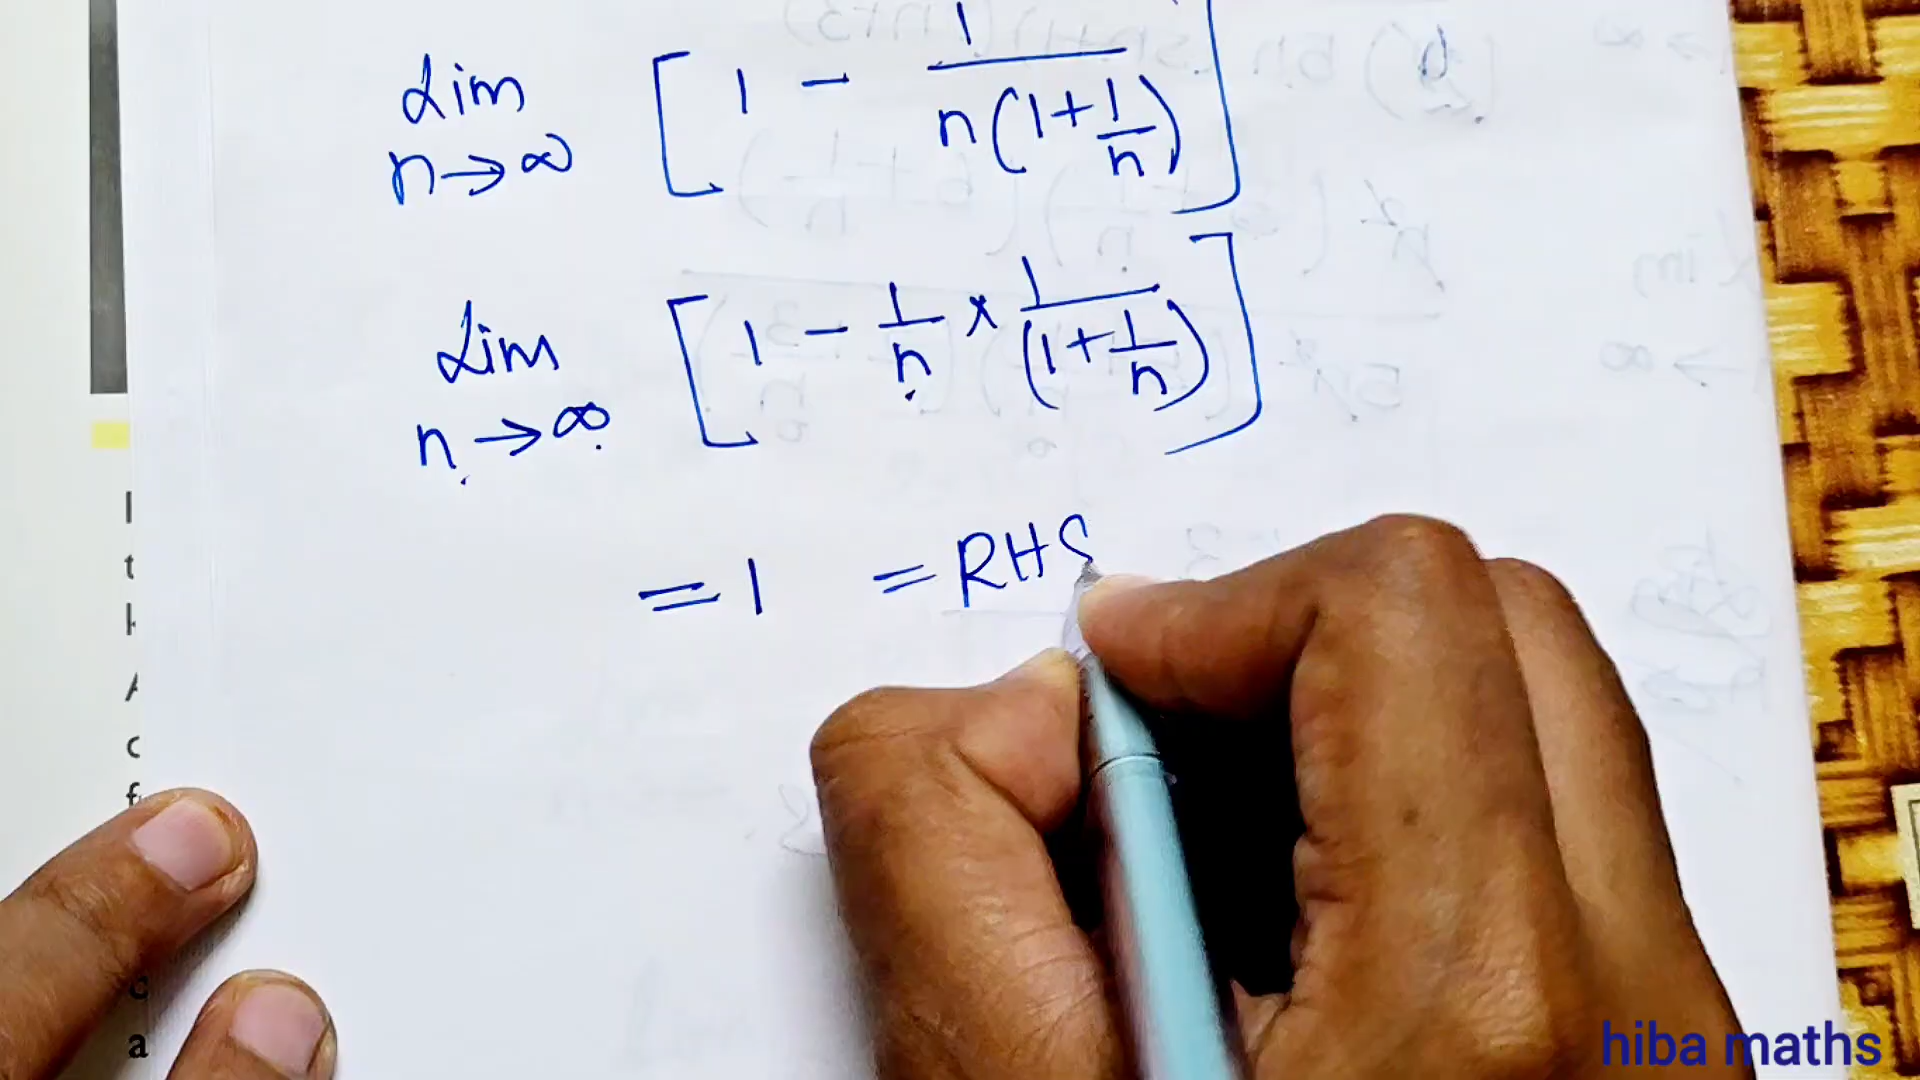 Lim n→∞ [1 - 1/n(1+1/n)]
Lim n→∞ [1 - 1/n × 1/(1+1/n)]
= 1 = RHS
hiba maths